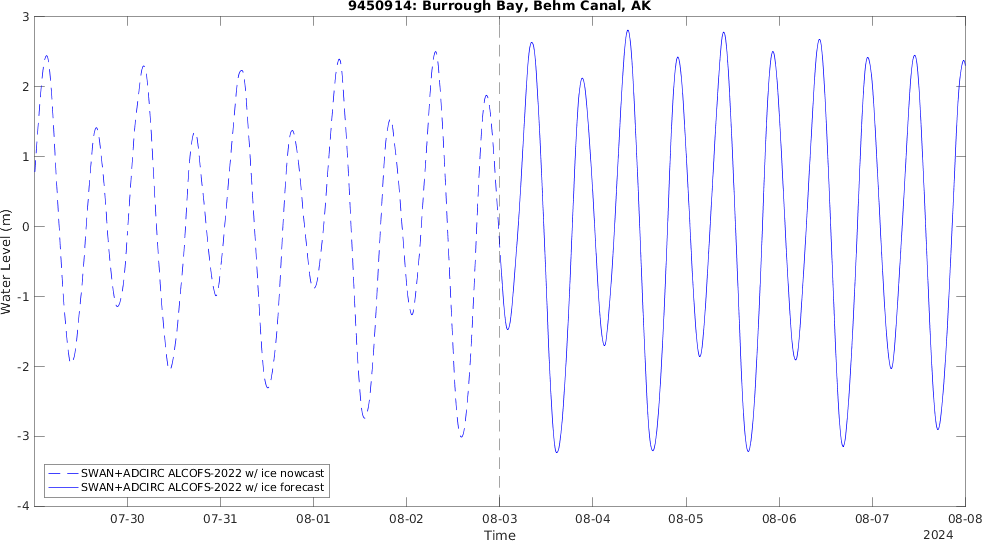 9450914: Burrough Bay, Behm Canal, AK
3
2
1
0
-1
-2
-3
-4
Water Level (m)
SWAN+ADCIRC ALCOFS-2022 w/ ice nowcast
SWAN+ADCIRC ALCOFS-2022 w/ ice forecast
07-30 07-31 08-01 08-02 08-03 08-04 08-05 08-06 08-07 08-08
Time
2024